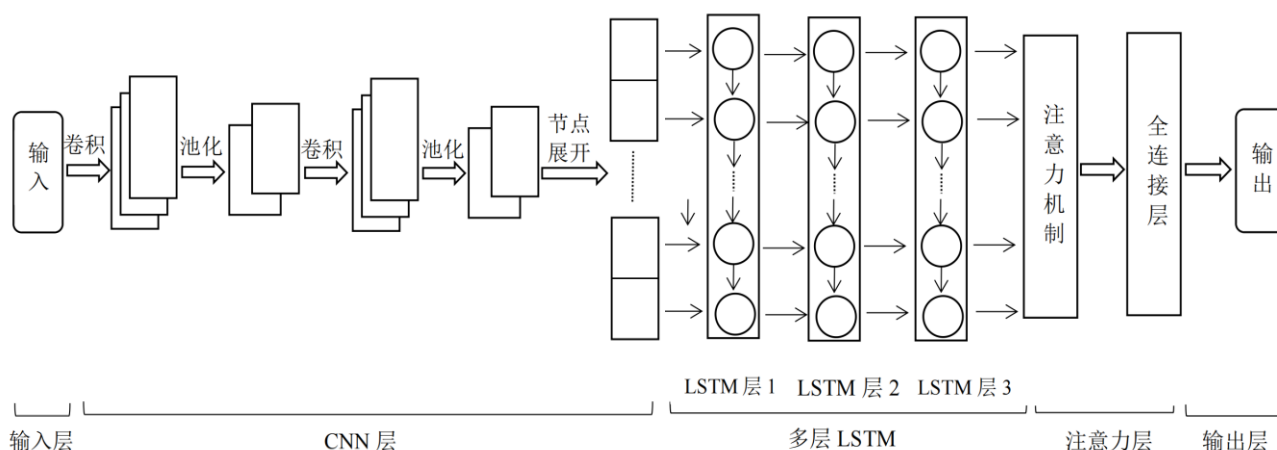 输入
卷积
池化
卷积
池化
节点
展开
注意力机制
全连接层
输出
LSTM 层 1
LSTM 层 2
LSTM 层 3
输入层
CNN 层
多层 LSTM
注意力层
输出层